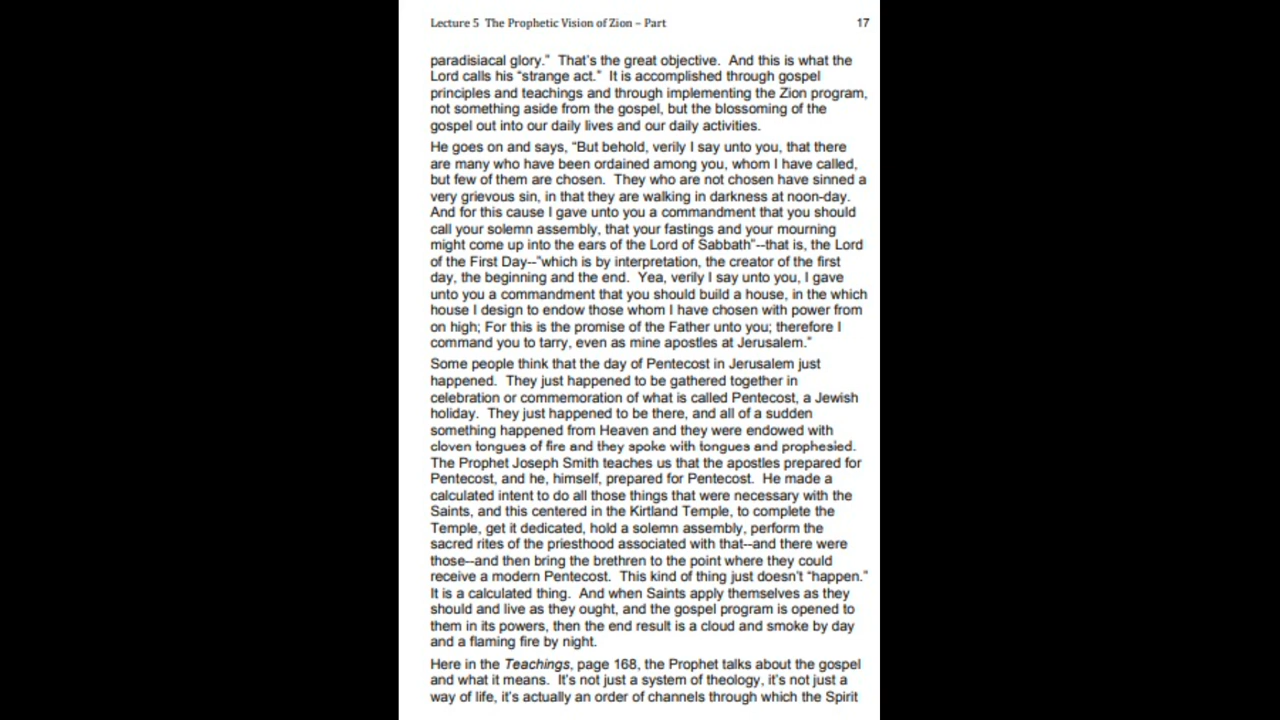 Lecture 5  The Prophetic Vision of Zion – Part 17
paradisiacal glory."  That's the great objective.  And this is what the
Lord calls his "strange act."  It is accomplished through gospel
principles and teachings and through implementing the Zion program,
not something aside from the gospel, but the blossoming of the
gospel out into our daily lives and our daily activities.
He goes on and says, "But behold, verily I say unto you, that there
are many who have been ordained among you, whom I have called,
but few of them are chosen.  They who are not chosen have sinned a
very grievous sin, in that they are walking in darkness at noon-day.
And for this cause I gave unto you a commandment that you should
call your solemn assembly, that your fastings and your mourning
might come up into the ears of the Lord of Sabbath"--that is, the Lord
of the First Day--"which is by interpretation, the creator of the first
day, the beginning and the end.  Yea, verily I say unto you, I gave
unto you a commandment that you should build a house, in the which
house I design to endow those whom I have chosen with power from
on high; For this is the promise of the Father unto you; therefore I
command you to tarry, even as mine apostles at Jerusalem."
Some people think that the day of Pentecost in Jerusalem just
happened.  They just happened to be gathered together in
celebration or commemoration of what is called Pentecost, a Jewish
holiday.  They just happened to be there, and all of a sudden
something happened from Heaven and they were endowed with
cloven tongues of fire and they spoke with tongues and prophesied.
The Prophet Joseph Smith teaches us that the apostles prepared for
Pentecost, and he, himself, prepared for Pentecost.  He made a
calculated intent to do all those things that were necessary with the
Saints, and this centered in the Kirtland Temple, to complete the
Temple, get it dedicated, hold a solemn assembly, perform the
sacred rites of the priesthood associated with that--and there were
those--and then bring the brethren to the point where they could
receive a modern Pentecost.  This kind of thing just doesn't "happen."
It is a calculated thing.  And when Saints apply themselves as they
should and live as they ought, and the gospel program is opened to
them in its powers, then the end result is a cloud and smoke by day
and a flaming fire by night.
Here in the Teachings, page 168, the Prophet talks about the gospel
and what it means.  It's not just a system of theology, it's not just a
way of life, it's actually an order of channels through which the Spirit